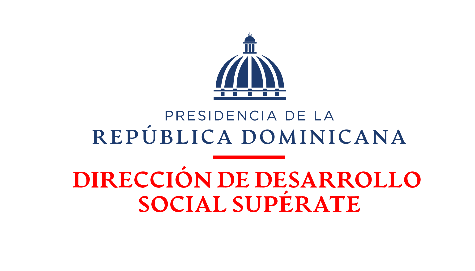 PRESIDENCIA DE LA
REPÚBLICA DOMINICANA
DIRECCIÓN DE DESARROLLO
SOCIAL SUPÉRATE